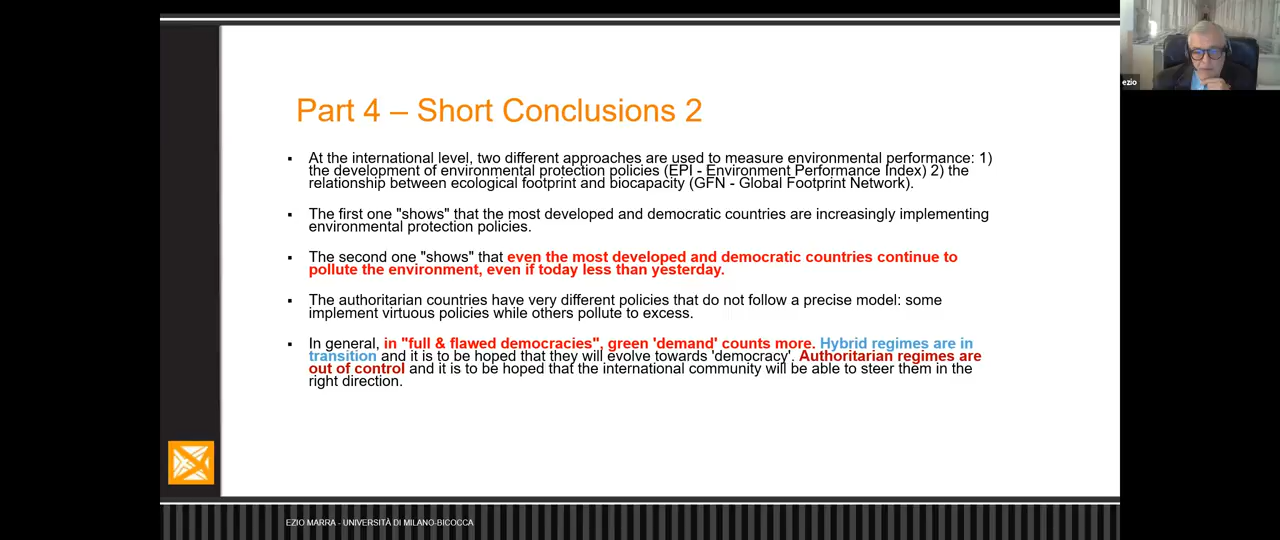 Part 4 – Short Conclusions 2
▪ At the international level, two different approaches are used to measure environmental performance: 1)
the development of environmental protection policies (EPI - Environment Performance Index) 2) the
relationship between ecological footprint and biocapacity (GFN - Global Footprint Network).
▪ The first one "shows" that the most developed and democratic countries are increasingly implementing
environmental protection policies.
▪ The second one "shows" that even the most developed and democratic countries continue to
pollute the environment, even if today less than yesterday.
▪ The authoritarian countries have very different policies that do not follow a precise model: some
implement virtuous policies while others pollute to excess.
▪ In general, in "full & flawed democracies", green 'demand' counts more. Hybrid regimes are in
transition and it is to be hoped that they will evolve towards 'democracy'. Authoritarian regimes are
out of control and it is to be hoped that the international community will be able to steer them in the
right direction.
EZIO MARRA - UNIVERSITÀ DI MILANO-BICOCCA
ezio